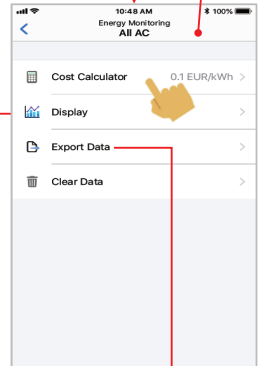 10:48 AM
100%
Energy Monitoring
All AC
Cost Calculator 0.1 EUR/kWh
Display
Export Data
Clear Data